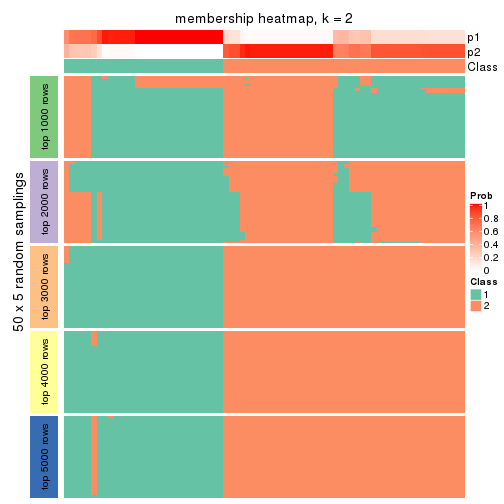 membership heatmap, k = 2
p1
p2
Class
50 x 5 random samplings
top 1000 rows
top 2000 rows
top 3000 rows
top 4000 rows
top 5000 rows
Prob
1
0.8
0.6
0.4
0.2
0
Class
1
2